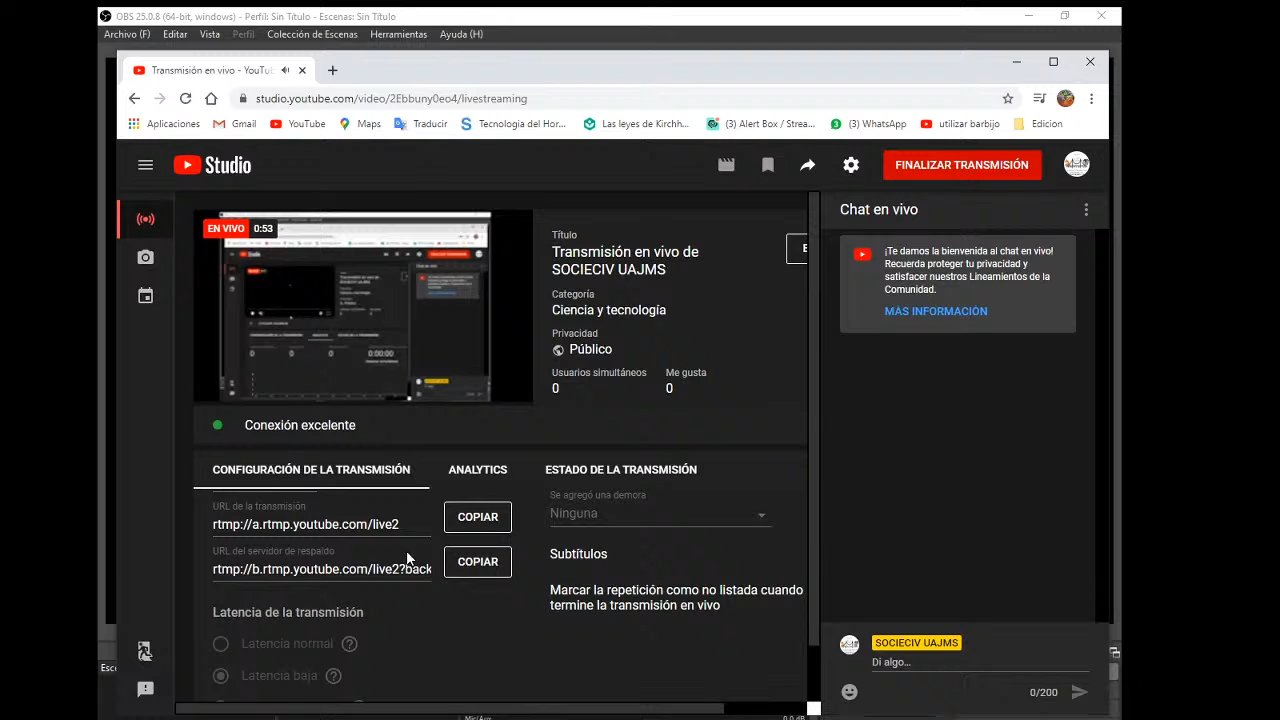 OBS 25.0.8 (64-bit, windows) - Perfil: Sin Título - Escenas: Sin Título
Archivo (F) Editar Vista Perfil Colección de Escenas Herramientas Ayuda (H)
Transmisión en vivo - YouTu
studio.youtube.com/video/2Ebbuny0eo4/livestreaming
Aplicaciones Gmail YouTube Maps Traducir Tecnologia del Hor... Las leyes de Kirchh... (3) Alert Box / Strea... (3) WhatsApp utilizar barbijo Edicion
Studio
FINALIZAR TRANSMISIÓN
EN VIVO 0:53
Título
Transmisión en vivo de
SOCIECIV UAJMS
Categoría
Ciencia y tecnología
Privacidad
Público
Usuarios simultáneos Me gusta
0 0
Conexión excelente
CONFIGURACIÓN DE LA TRANSMISIÓN ANALYTICS ESTADO DE LA TRANSMISIÓN
URL de la transmisión
rtmp://a.rtmp.youtube.com/live2
COPIAR
URL del servidor de respaldo
rtmp://b.rtmp.youtube.com/live2?back
COPIAR
Latencia de la transmisión
Latencia normal
Latencia baja
Se agregó una demora
Ninguna
Subtítulos
Marcar la repetición como no listada cuando
termine la transmisión en vivo
Chat en vivo
¡Te damos la bienvenida al chat en vivo!
Recuerda proteger tu privacidad y
satisfacer nuestros Lineamientos de la
Comunidad.
MÁS INFORMACIÓN
SOCIECIV UAJMS
Di algo...
0/200
Esc